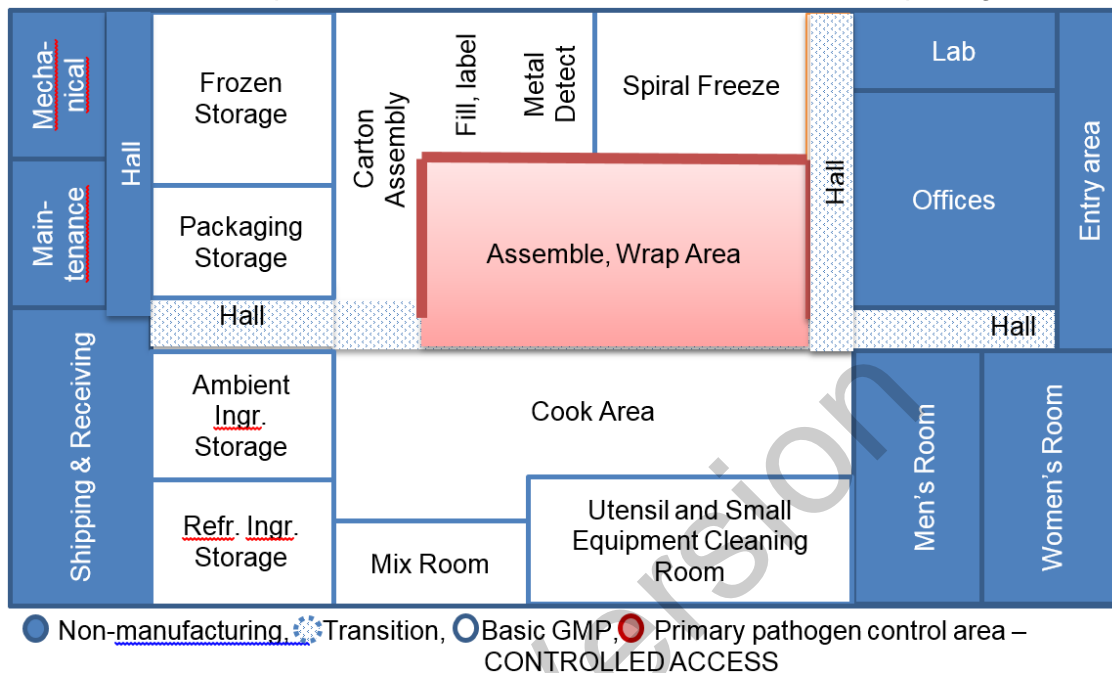 Mecha-
nical
Hall
Frozen
Storage
Carton
Assembly
Fill, label
Metal
Detect
Spiral Freeze
Hall
Lab
Entry area
Main-
tenance
Packaging
Storage
Assemble, Wrap Area
Offices
Hall
Hall
Shipping & Receiving
Ambient
Ingr.
Storage
Cook Area
Men's Room
Women's Room
Refr. Ingr.
Storage
Mix Room
Utensil and Small
Equipment Cleaning
Room
Non-manufacturing, Transition, Basic GMP, Primary pathogen control area –
CONTROLLED ACCESS